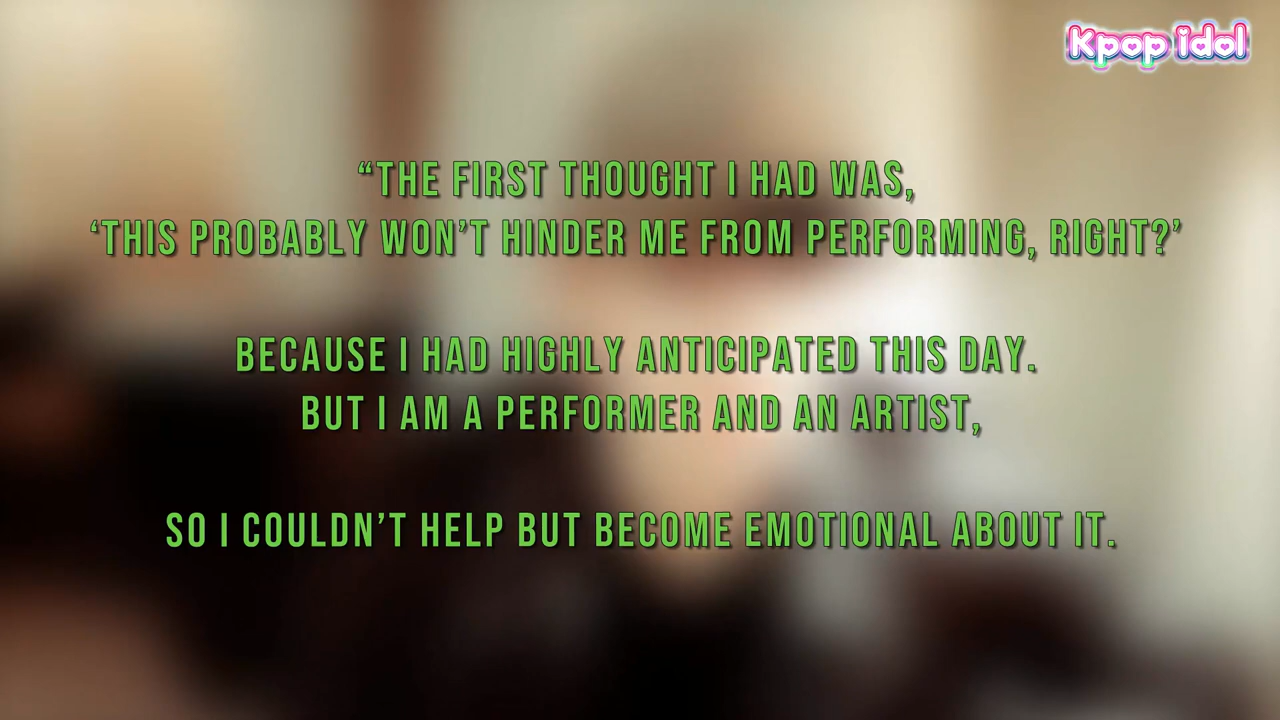 Kpop idol
“THE FIRST THOUGHT I HAD WAS,
‘THIS PROBABLY WON’T HINDER ME FROM PERFORMING, RIGHT?’
BECAUSE I HAD HIGHLY ANTICIPATED THIS DAY.
BUT I AM A PERFORMER AND AN ARTIST,
SO I COULDN’T HELP BUT BECOME EMOTIONAL ABOUT IT.